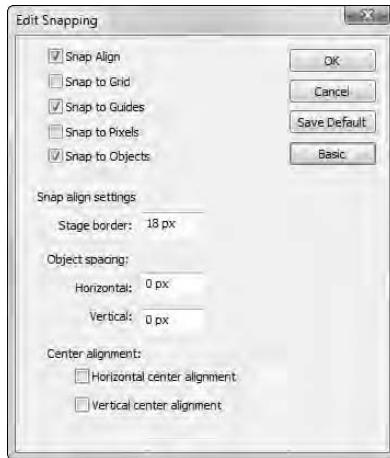 Edit Snapping
Snap Align
Snap to Grid
Snap to Guides
Snap to Pixels
Snap to Objects
OK
Cancel
Save Default
Basic
Snap align settings
Stage border: 18 px
Object spacing:
Horizontal: 0 px
Vertical: 0 px
Center alignment:
Horizontal center alignment
Vertical center alignment